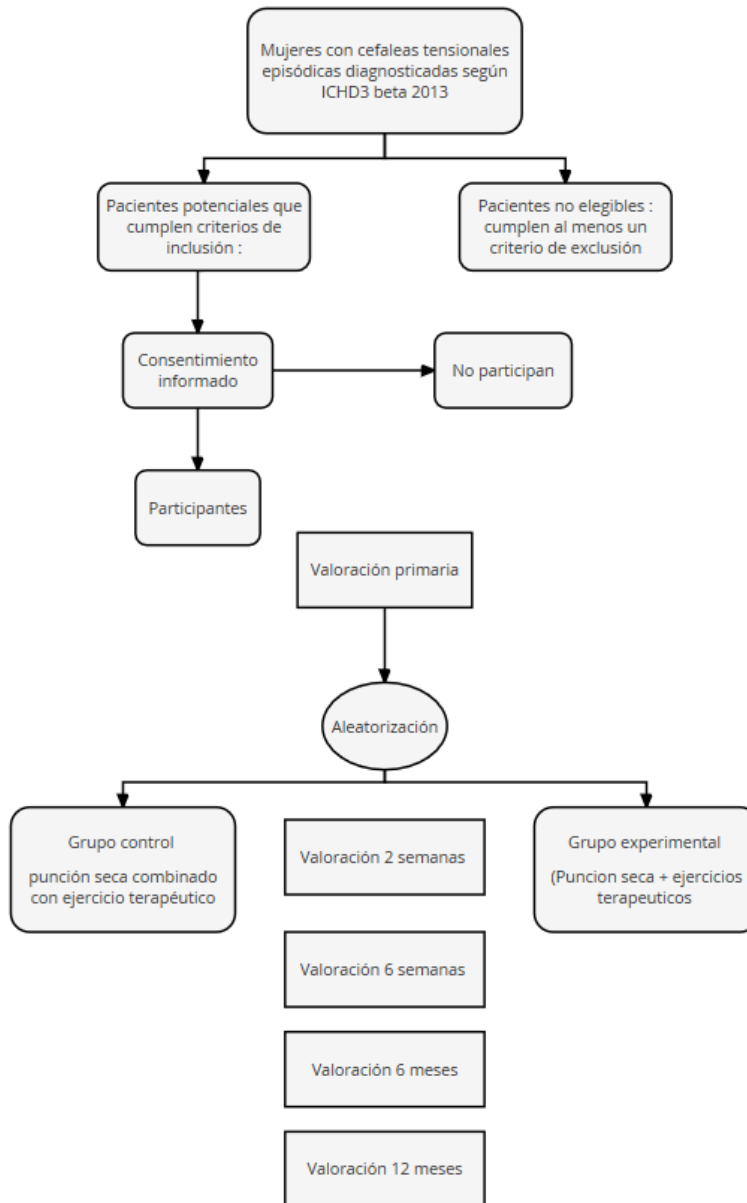 Mujeres con cefaleas tensionales
episódicas diagnosticadas según
ICHD3 beta 2013
Pacientes potenciales que
cumplen criterios de
inclusión :
Pacientes no elegibles :
cumplen al menos un
criterio de exclusión
Consentimiento
informado
No participan
Participantes
Valoración primaria
Aleatorización
Grupo control
punción seca combinado
con ejercicio terapéutico
Valoración 2 semanas
Grupo experimental
(Puncion seca + ejercicios
terapeuticos
Valoración 6 semanas
Valoración 6 meses
Valoración 12 meses